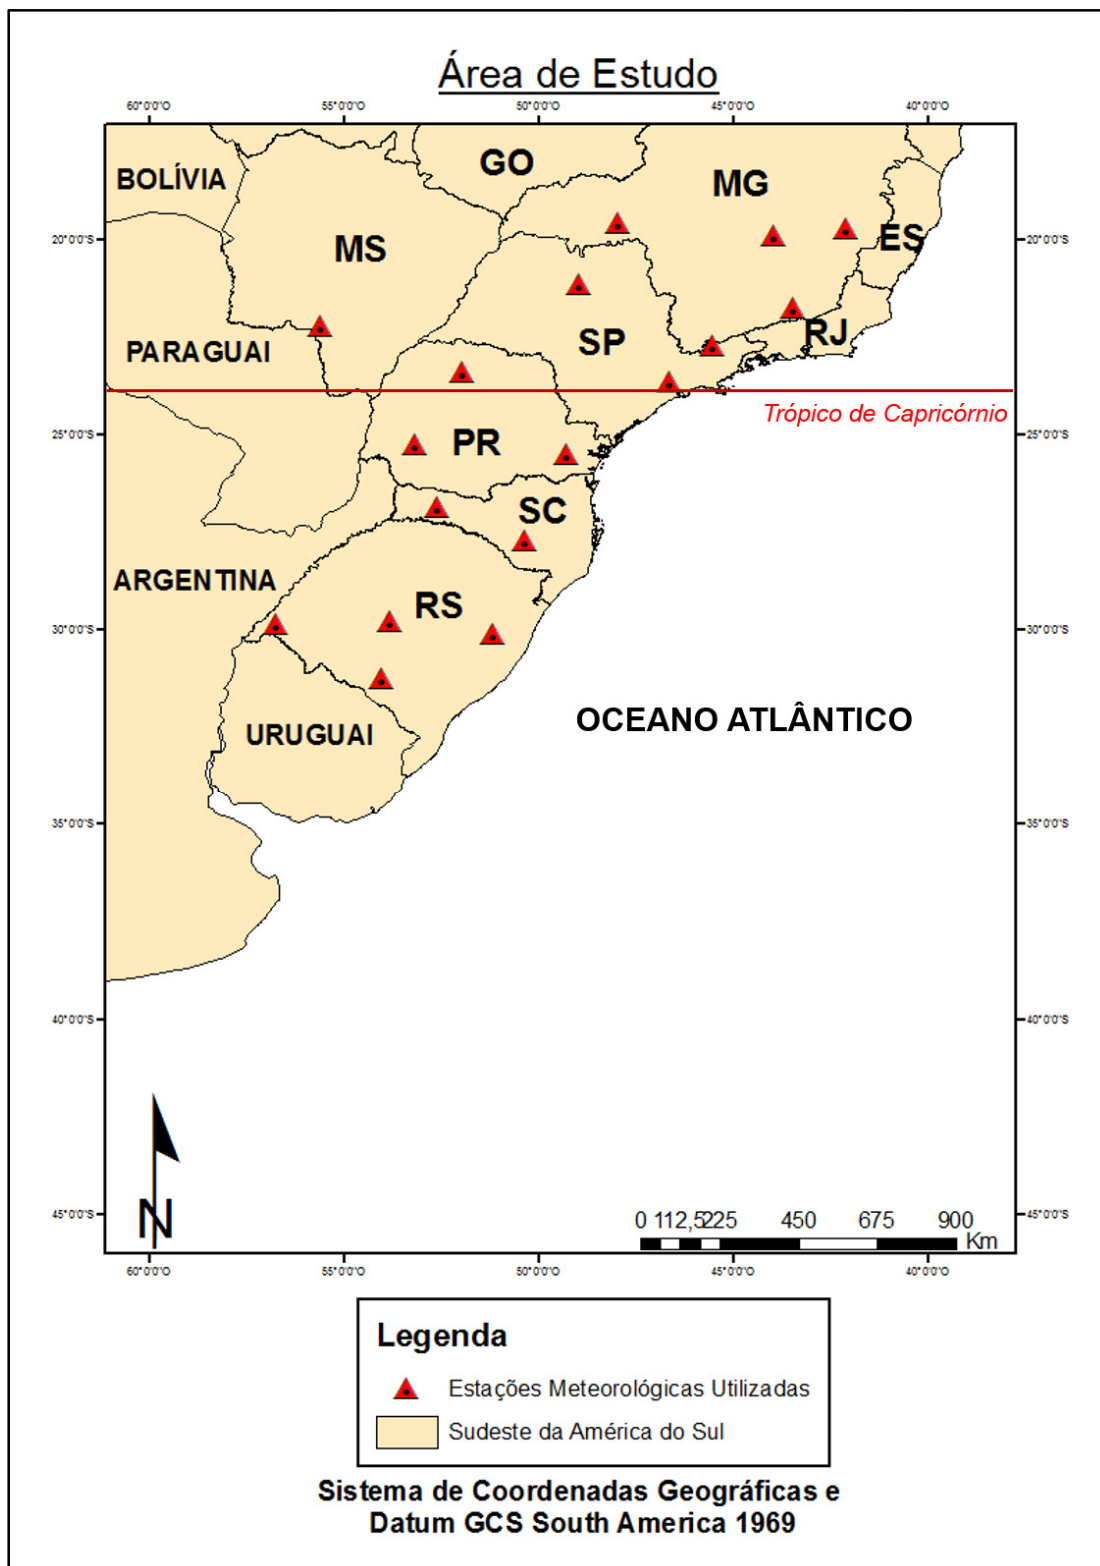 Área de Estudo
60°0'0"O 55°0'0"O 50°0'0"O 45°0'0"O 40°0'0"O
GO
BOLÍVIA
MG
20°0'0"S
MS
ES
20°0'0"S
PARAGUAI
SP
RJ
Trópico de Capricórnio
25°0'0"S
PR
25°0'0"S
SC
ARGENTINA
RS
30°0'0"S
30°0'0"S
OCEANO ATLÂNTICO
URUGUAI
35°0'0"S
35°0'0"S
40°0'0"S
40°0'0"S
N
45°0'0"S
45°0'0"S
0 112,5 225 450 675 900
Km
60°0'0"O 55°0'0"O 50°0'0"O 45°0'0"O 40°0'0"O
Legenda
Estações Meteorológicas Utilizadas
Sudeste da América do Sul
Sistema de Coordenadas Geográficas e
Datum GCS South America 1969